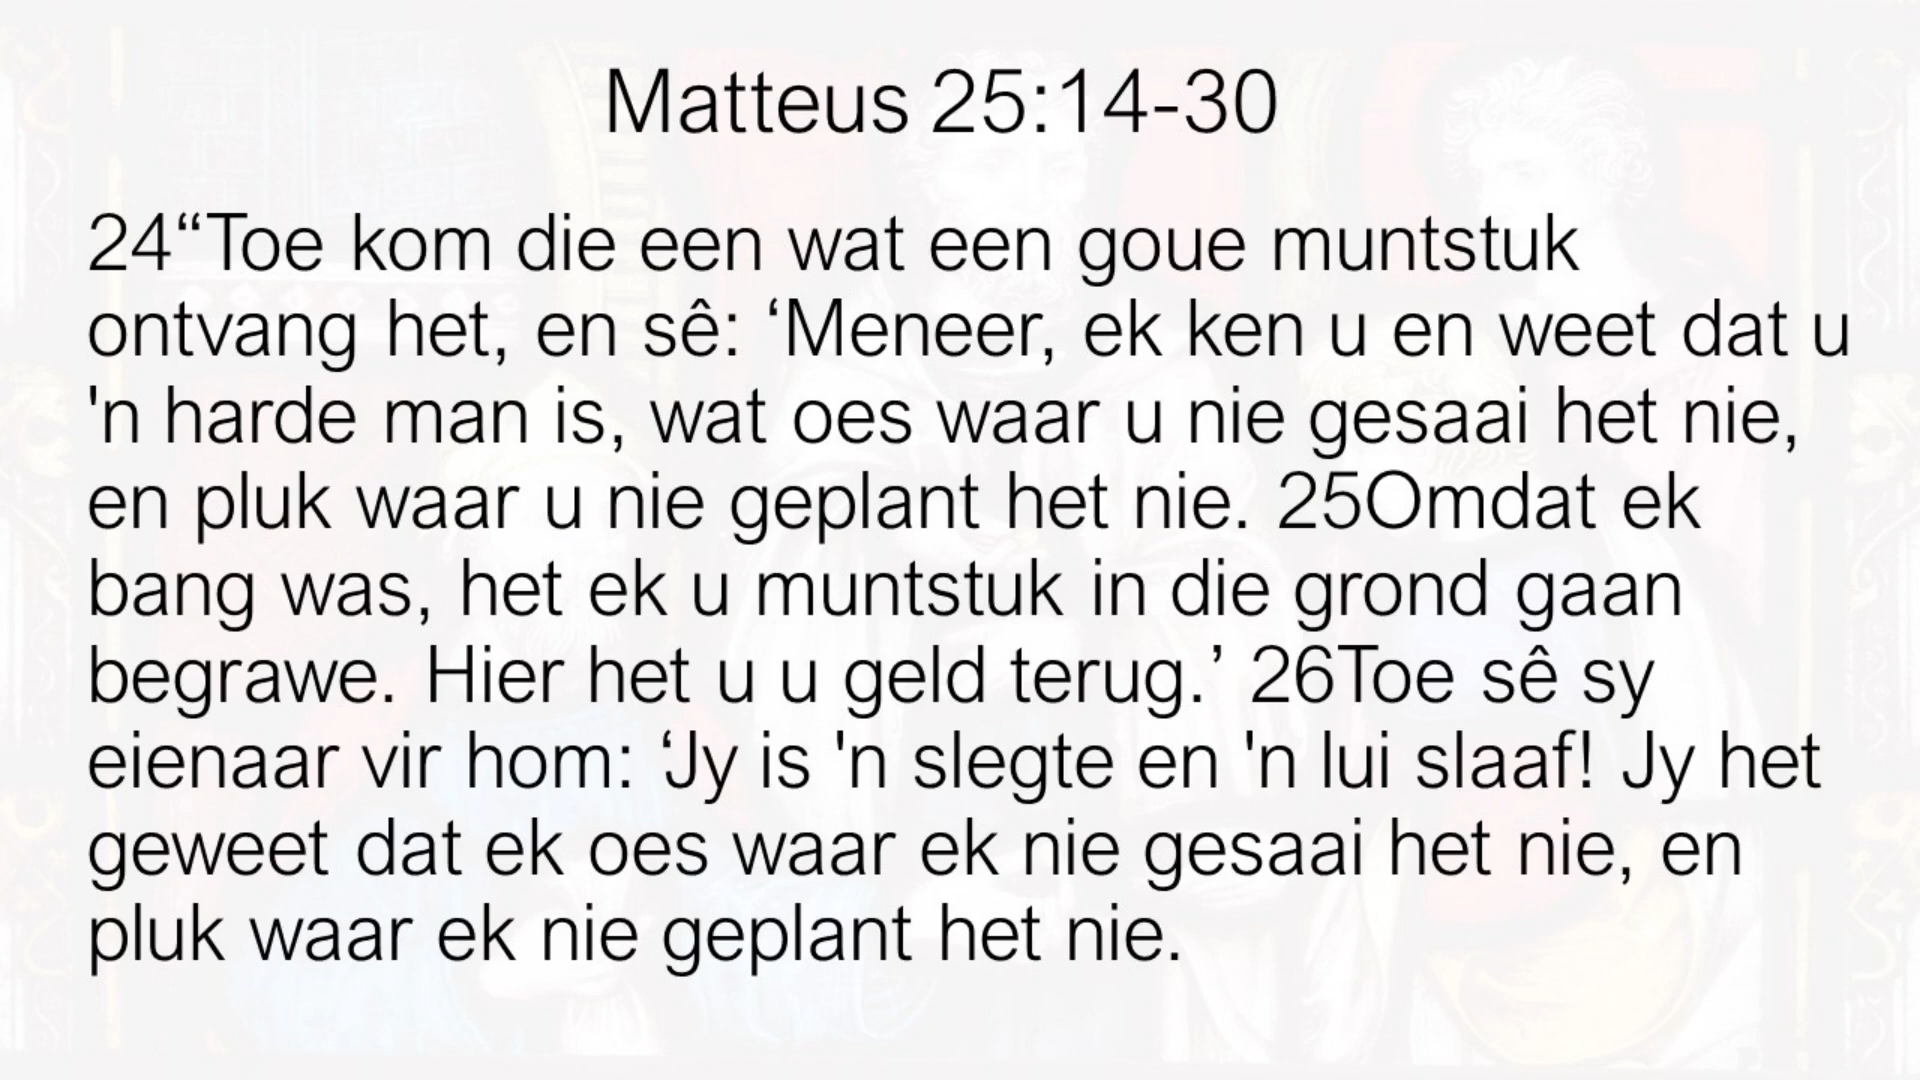 Matteus 25:14-30
24“Toe kom die een wat een goue muntstuk
ontvang het, en sê: ‘Meneer, ek ken u en weet dat u
'n harde man is, wat oes waar u nie gesaai het nie,
en pluk waar u nie geplant het nie. 25Omdat ek
bang was, het ek u muntstuk in die grond gaan
begrawe. Hier het u u geld terug.’ 26Toe sê sy
eienaar vir hom: ‘Jy is 'n slegte en 'n lui slaaf! Jy het
geweet dat ek oes waar ek nie gesaai het nie, en
pluk waar ek nie geplant het nie.